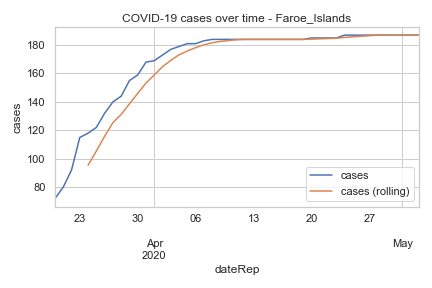 COVID-19 cases over time - Faroe_Islands
cases
180
160
140
120
100
80
cases
cases (rolling)
23 30 06 13 20 27
Apr May
2020
dateRep